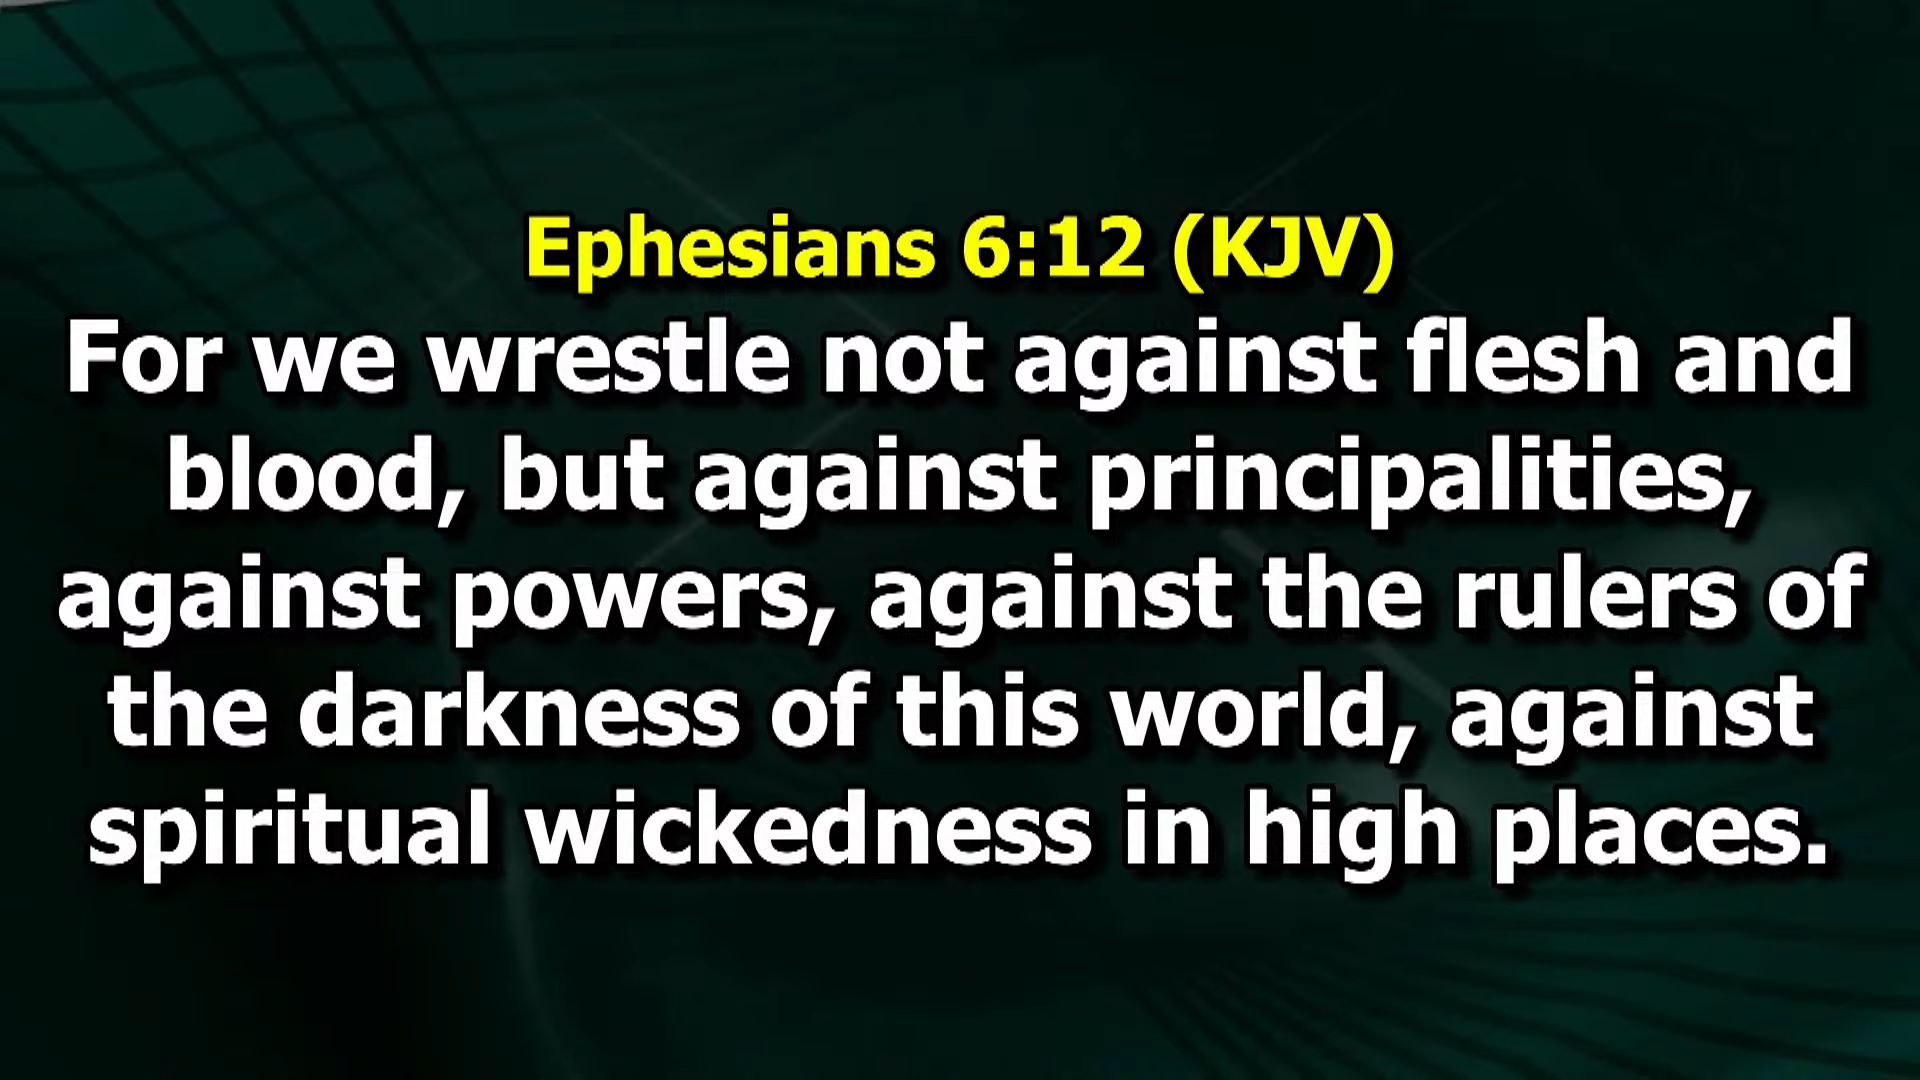 Ephesians 6:12 (KJV)
For we wrestle not against flesh and
blood, but against principalities,
against powers, against the rulers of
the darkness of this world, against
spiritual wickedness in high places.